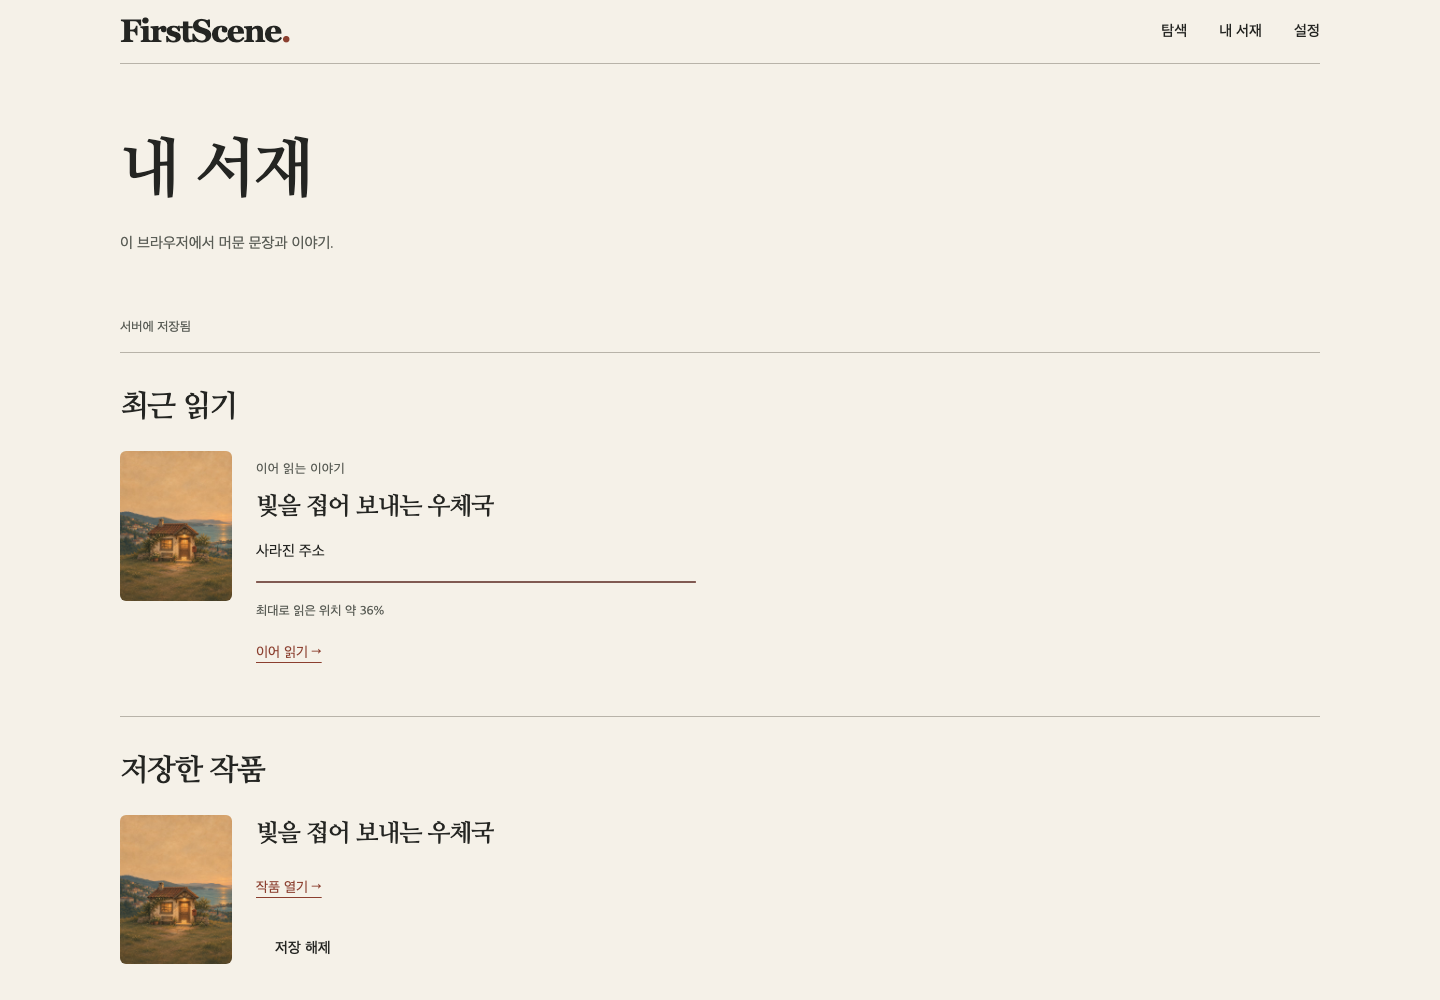 FirstScene.
탐색 내 서재 설정
내 서재
이 브라우저에서 머문 문장과 이야기.
서버에 저장됨
최근 읽기
이어 읽는 이야기
빛을 접어 보내는 우체국
사라진 주소
최대로 읽은 위치 약 36%
이어 읽기 →
저장한 작품
빛을 접어 보내는 우체국
작품 열기 →
저장 해제